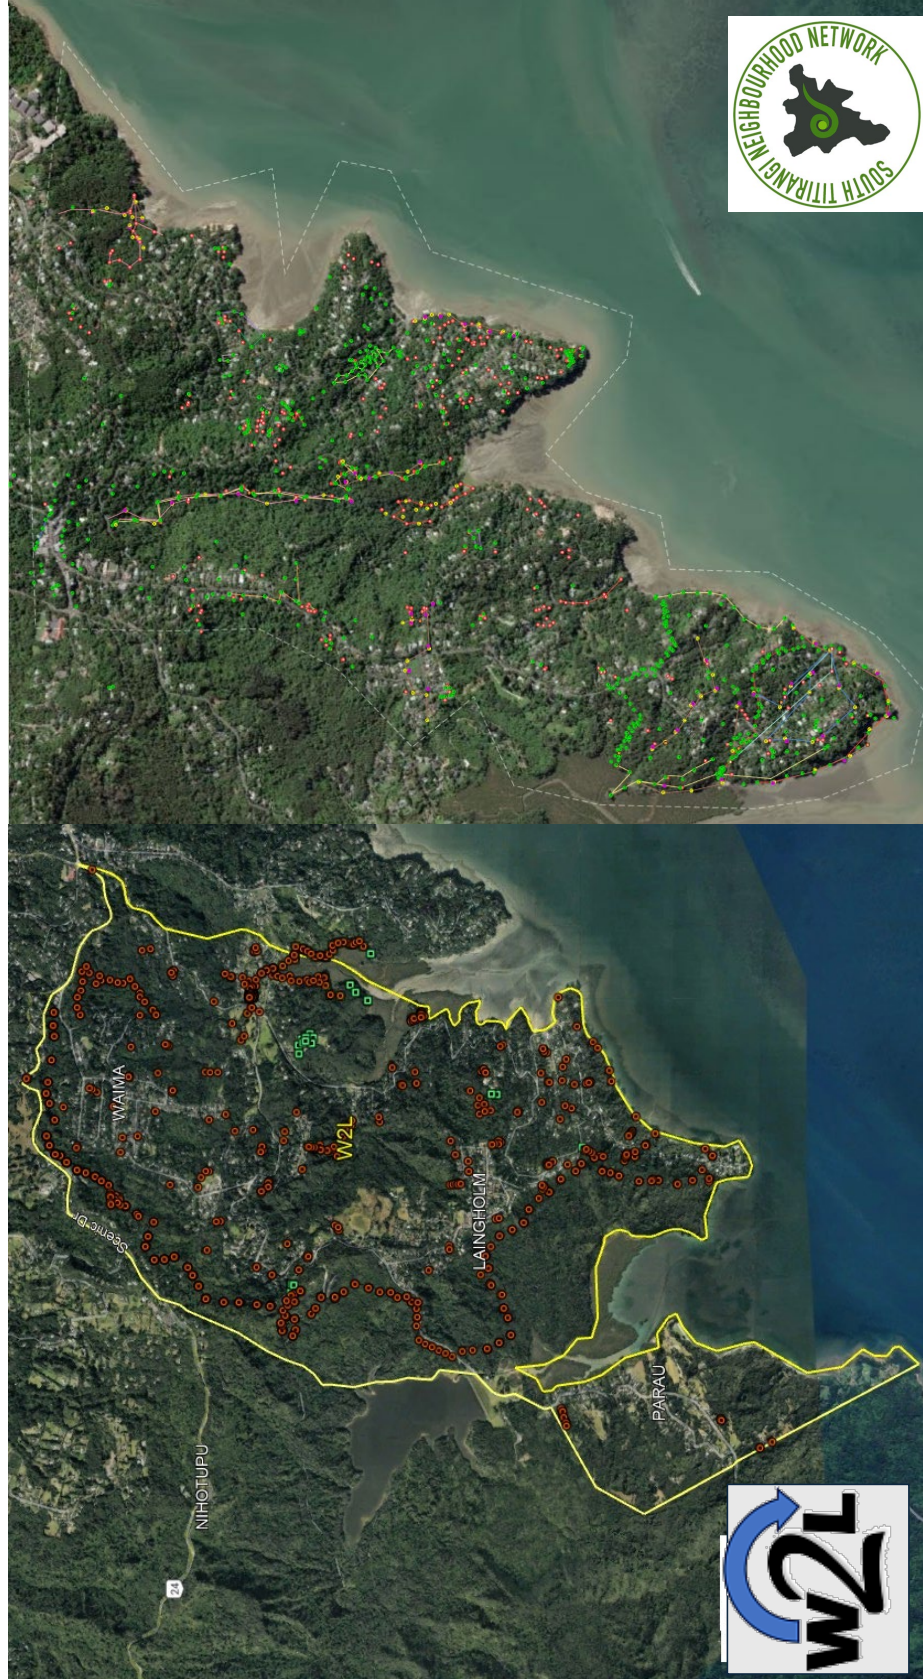 SOUTH TITIRANGI NEIGHBOURHOOD NETWORK
WAIMA
Scenic Dr
W2L
LAINGHOLM
NIHOTUPU
24
PARAU
W2L